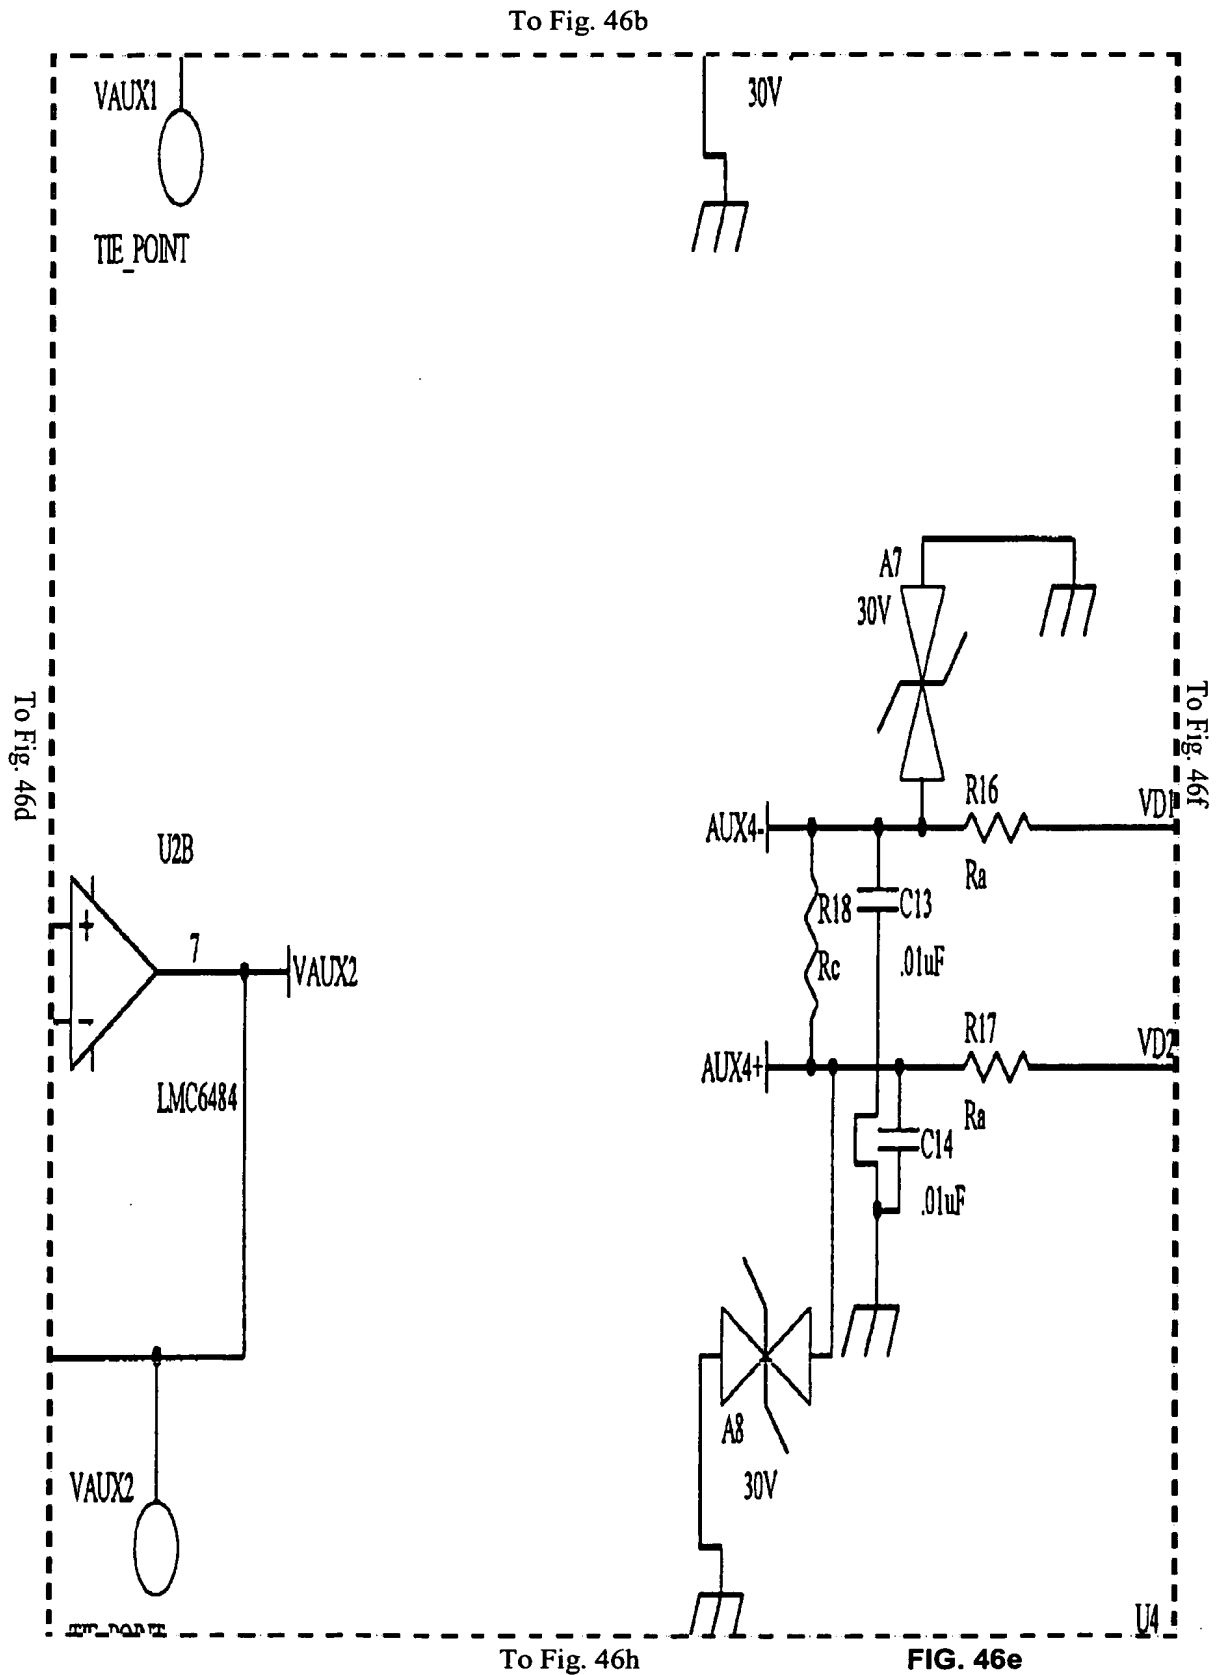 To Fig. 46b
VAUX1
30V
TIE_POINT
A7
30V
To Fig. 46d
To Fig. 46f
R16
VD1
AUX4-
U2B
Ra
R18
C13
+
7
Rc
.01uF
VAUX2
-
R17
VD2
AUX4+
LMC6484
Ra
C14
.01uF
A8
VAUX2
30V
TIE_POINT
U4
To Fig. 46h
FIG. 46e